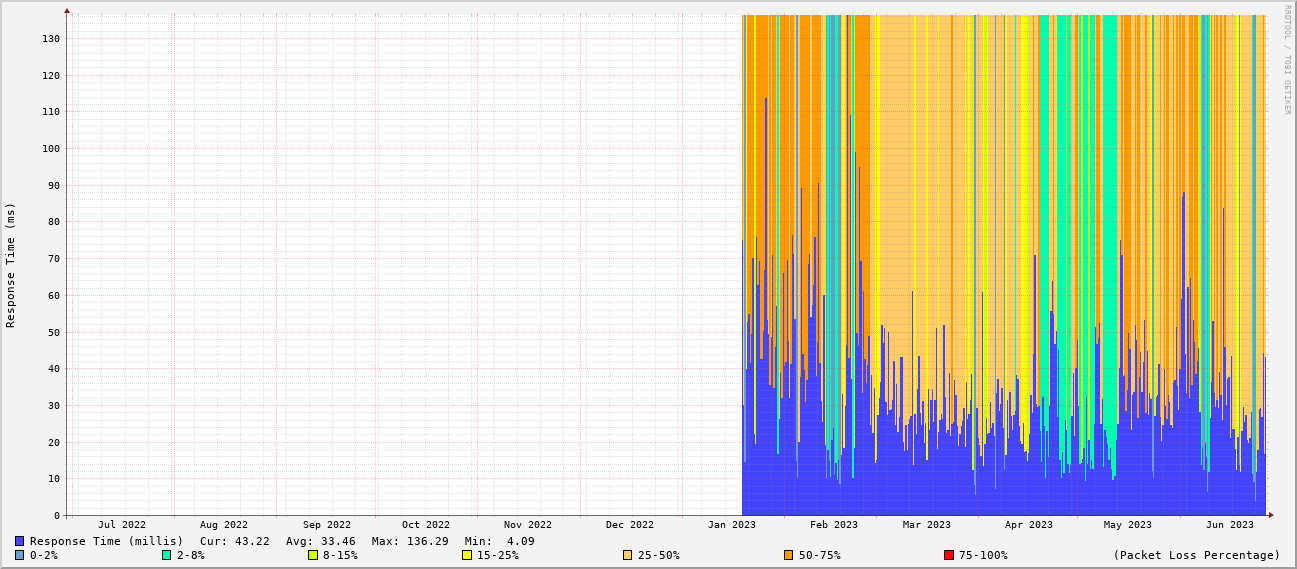 RRDTOOL / TOBI OETIKER
Response Time (ms)
130
120
110
100
90
80
70
60
50
40
30
20
10
0
Jul 2022 Aug 2022 Sep 2022 Oct 2022 Nov 2022 Dec 2022 Jan 2023 Feb 2023 Mar 2023 Apr 2023 May 2023 Jun 2023
Response Time (millis) Cur: 43.22 Avg: 33.46 Max: 136.29 Min: 4.09
0-2% 2-8% 8-15% 15-25% 25-50% 50-75% 75-100% (Packet Loss Percentage)